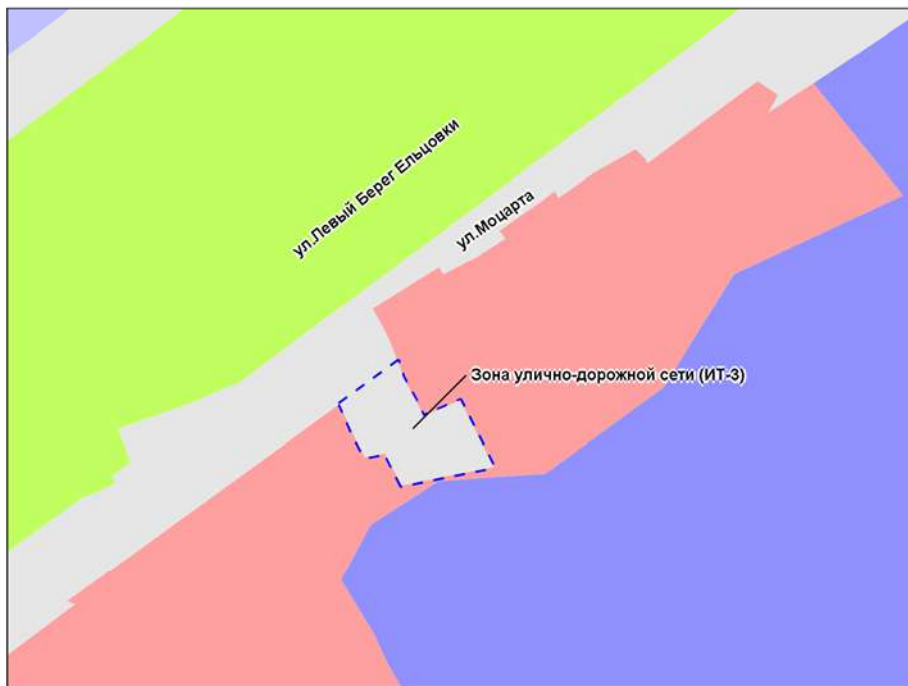 ул.Левый Берег Ельцовки
ул.Моцарта
Зона улично-дорожной сети (ИТ-3)